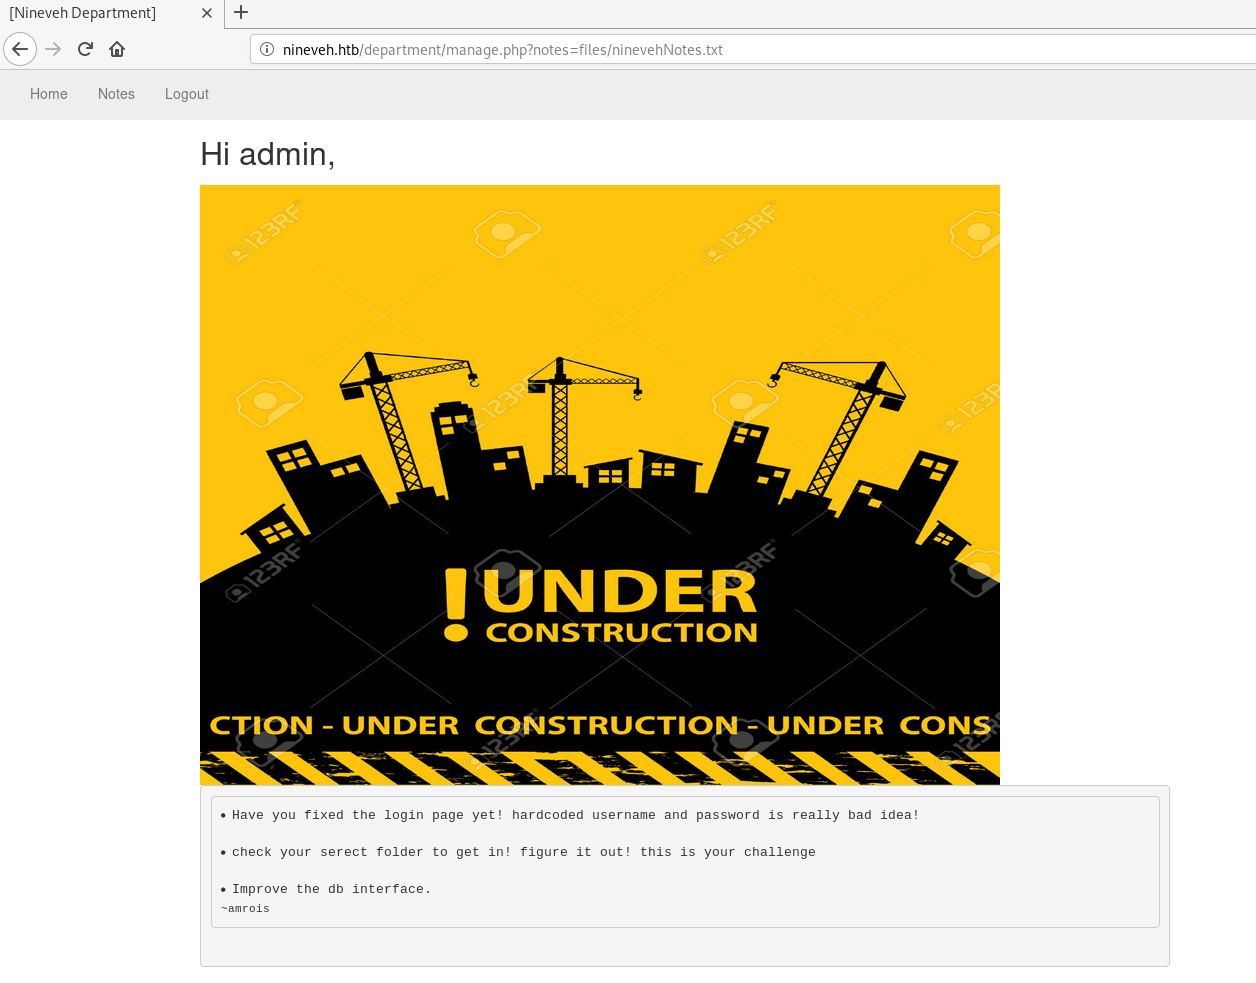 [Nineveh Department]
nineveh.htb/department/manage.php?notes=files/ninevehNotes.txt
Home Notes Logout
Hi admin,
123RF 123RF
123RF 123RF
! UNDER
123RF 123RF
CONSTRUCTION
CTION - UNDER CONSTRUCTION - UNDER CONS
123RF 123RF
• Have you fixed the login page yet! hardcoded username and password is really bad idea!
• check your serect folder to get in! figure it out! this is your challenge
• Improve the db interface.
~amrois